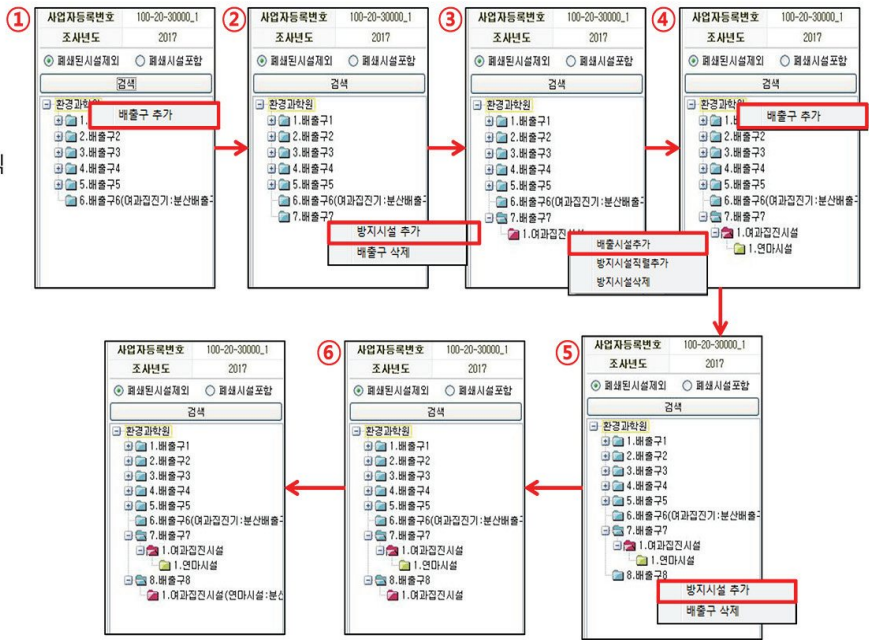 ①
사업자등록번호 100-20-30000_1
조사년도 2017
폐쇄된시설제외 폐쇄시설포함
검색
환경과학원
배출구 추가
1.
2.배출구2
3.배출구3
4.배출구4
5.배출구5
6.배출구6(여과집진기:분산배출구
②
사업자등록번호 100-20-30000_1
조사년도 2017
폐쇄된시설제외 폐쇄시설포함
검색
환경과학원
1.배출구1
2.배출구2
3.배출구3
4.배출구4
5.배출구5
6.배출구6(여과집진기:분산배출구
7.배출구7
방지시설 추가
배출구 삭제
③
사업자등록번호 100-20-30000_1
조사년도 2017
폐쇄된시설제외 폐쇄시설포함
검색
환경과학원
1.배출구1
2.배출구2
3.배출구3
4.배출구4
5.배출구5
6.배출구6(여과집진기:분산배출구
7.배출구7
1.여과집진시설
배출시설추가
방지시설직렬추가
방지시설삭제
④
사업자등록번호 100-20-30000_1
조사년도 2017
폐쇄된시설제외 폐쇄시설포함
검색
환경과학원
배출구 추가
2.배출구2
3.배출구3
4.배출구4
5.배출구5
6.배출구6(여과집진기:분산배출구
7.배출구7
1.여과집진시설
1.연마시설
사업자등록번호 100-20-30000_1
조사년도 2017
폐쇄된시설제외 폐쇄시설포함
검색
환경과학원
1.배출구1
2.배출구2
3.배출구3
4.배출구4
5.배출구5
6.배출구6(여과집진기:분산배출구
7.배출구7
1.여과집진시설
1.연마시설
8.배출구8
1.여과집진시설(연마시설:분산
⑥
사업자등록번호 100-20-30000_1
조사년도 2017
폐쇄된시설제외 폐쇄시설포함
검색
환경과학원
1.배출구1
2.배출구2
3.배출구3
4.배출구4
5.배출구5
6.배출구6(여과집진기:분산배출구
7.배출구7
1.여과집진시설
1.연마시설
8.배출구8
1.여과집진시설
⑤
사업자등록번호 100-20-30000_1
조사년도 2017
폐쇄된시설제외 폐쇄시설포함
검색
환경과학원
1.배출구1
2.배출구2
3.배출구3
4.배출구4
5.배출구5
6.배출구6(여과집진기:분산배출구
7.배출구7
1.여과집진시설
1.연마시설
8.배출구8
방지시설 추가
배출구 삭제